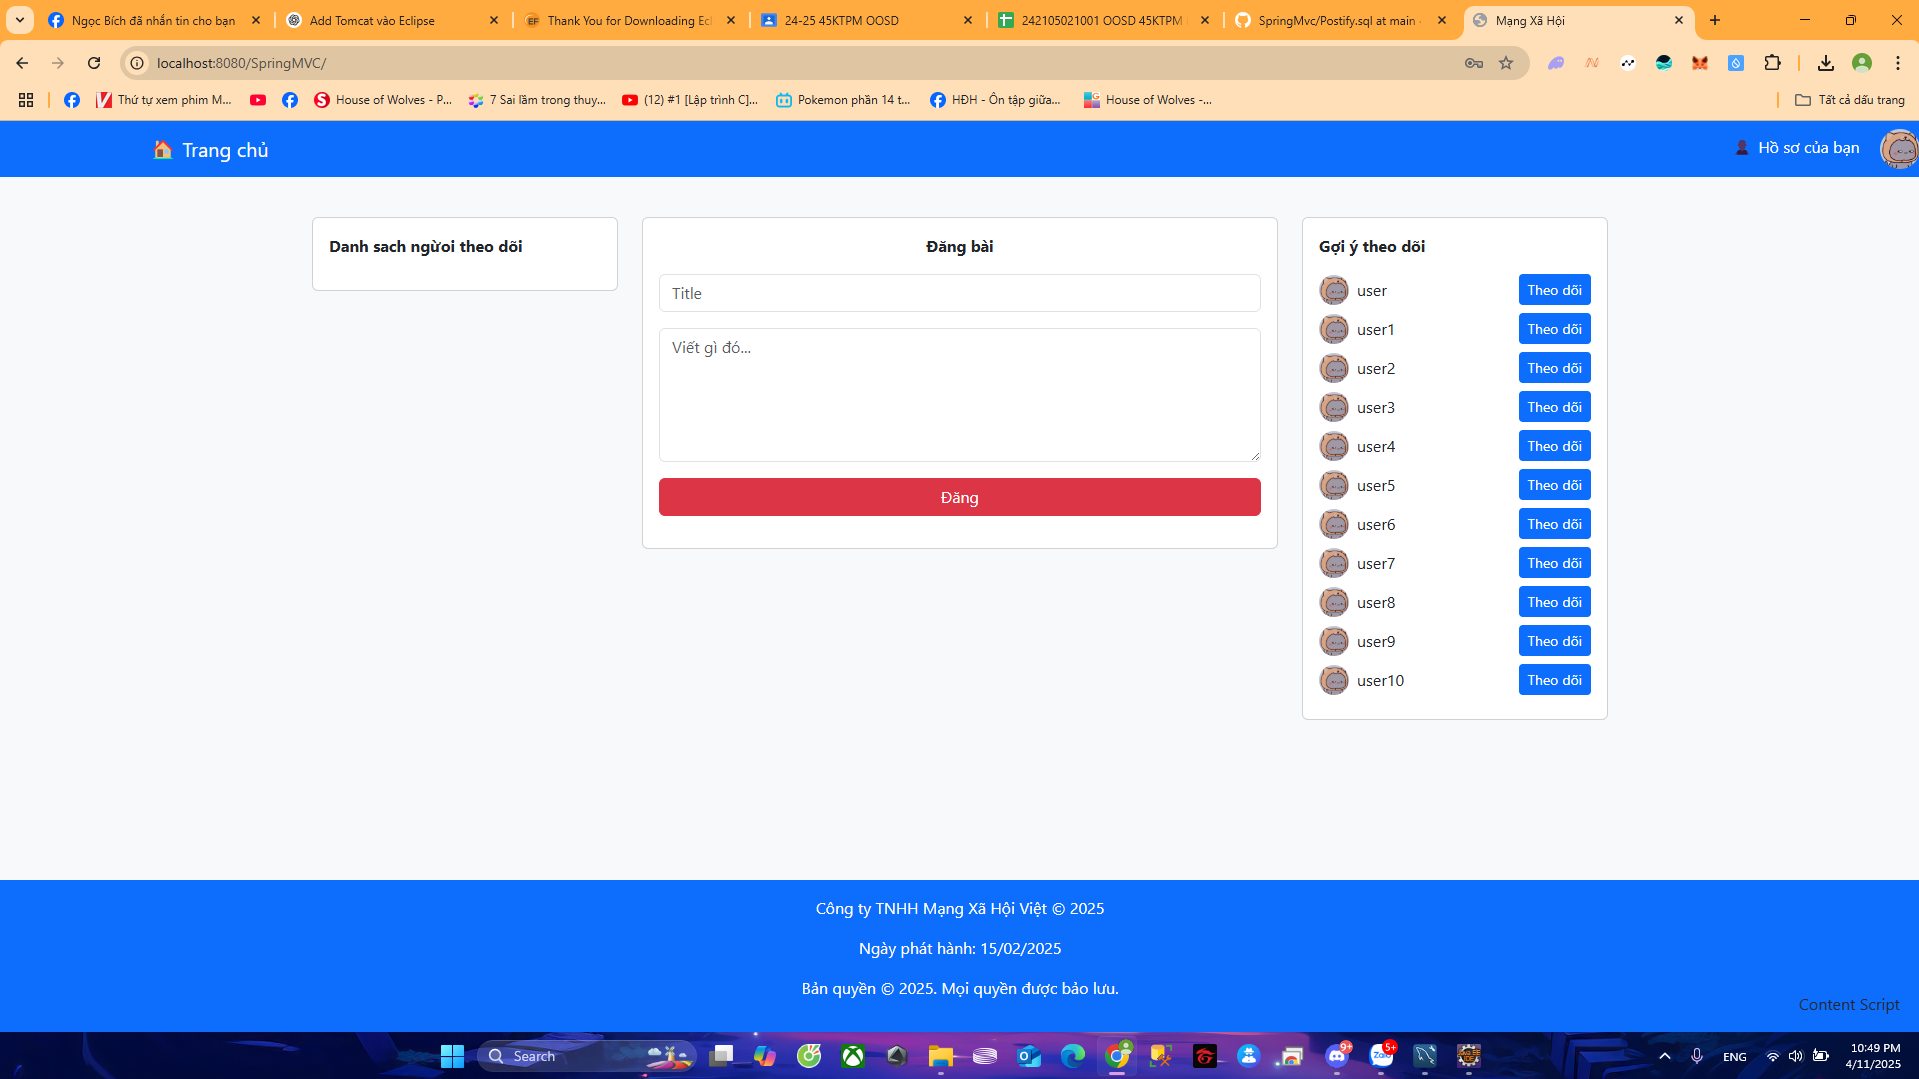 Ngọc Bích đã nhắn tin cho bạn
Add Tomcat vào Eclipse
Thank You for Downloading Ecl
24-25 45KTPM OOSD
242105021001 OOSD 45KTPM
SpringMvc/Postify.sql at main
Mạng Xã Hội
localhost:8080/SpringMVC/
Thứ tự xem phim M...
House of Wolves - P...
7 Sai lầm trong thuy...
(12) #1 [Lập trình C]...
Pokemon phần 14 t...
HĐH - Ôn tập giữa...
House of Wolves -...
Tất cả dấu trang
Trang chủ
Hồ sơ của bạn
Danh sach ngừoi theo dõi
Đăng bài
Title
Viết gì đó...
Đăng
Gợi ý theo dõi
user Theo dõi
user1 Theo dõi
user2 Theo dõi
user3 Theo dõi
user4 Theo dõi
user5 Theo dõi
user6 Theo dõi
user7 Theo dõi
user8 Theo dõi
user9 Theo dõi
user10 Theo dõi
Công ty TNHH Mạng Xã Hội Việt © 2025
Ngày phát hành: 15/02/2025
Bản quyền © 2025. Mọi quyền được bảo lưu.
Content Script
Search
9+
5+
ENG
10:49 PM
4/11/2025